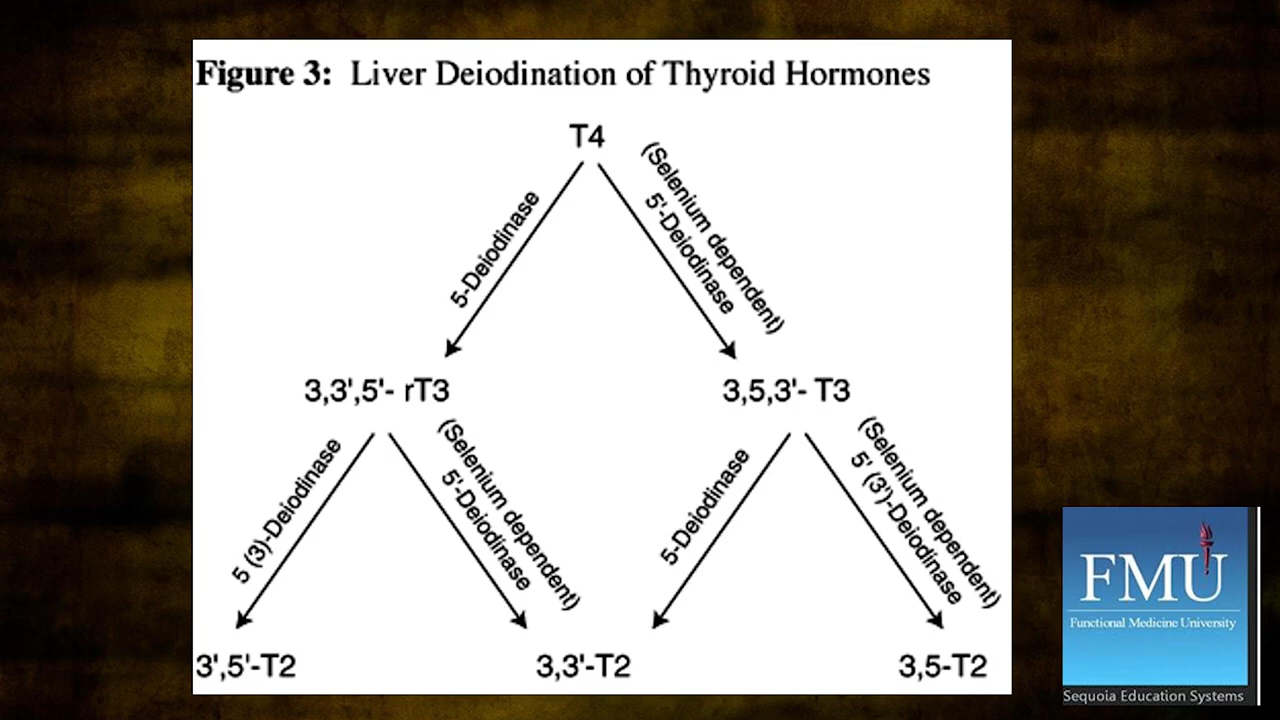 Figure 3: Liver Deiodination of Thyroid Hormones
T4
5-Deiodinase
(Selenium dependent)
5'-Deiodinase
3,3',5'- rT3
3,5,3'- T3
5 (3)-Deiodinase
(Selenium dependent)
5'-Deiodinase
5-Deiodinase
(Selenium dependent)
5' (3')-Deiodinase
3',5'-T2
3,3'-T2
3,5-T2
FMU
Functional Medicine University
Sequoia Education Systems